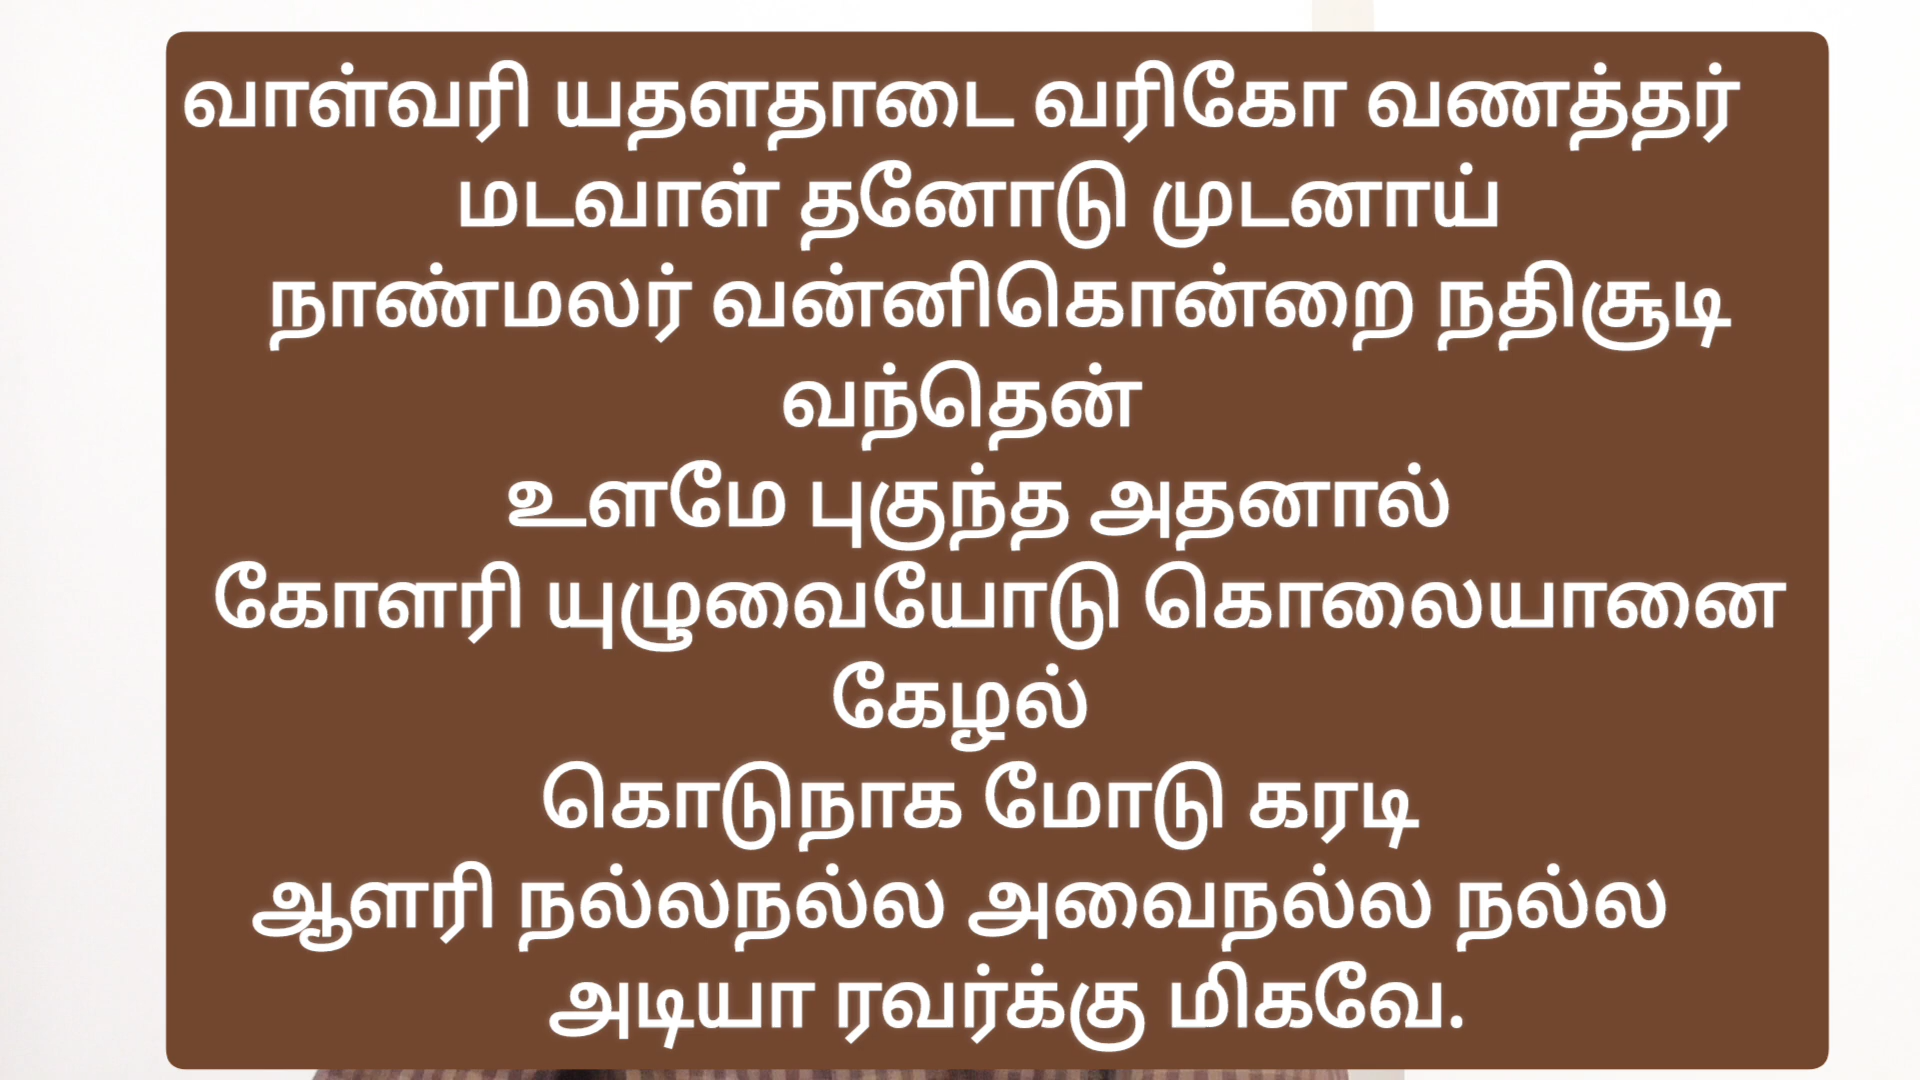 வாள்வரி யதளதாடை வரிகோ வணத்தர்
மடவாள் தனோடு முடனாய்
நாண்மலர் வன்னிகொன்றை நதிசூடி
வந்தென்
உளமே புகுந்த அதனால்
கோளரி யுழுவையோடு கொலையானை
கேழல்
கொடுநாக மோடு கரடி
ஆளரி நல்லநல்ல அவைநல்ல நல்ல
அடியா ரவர்க்கு மிகவே.